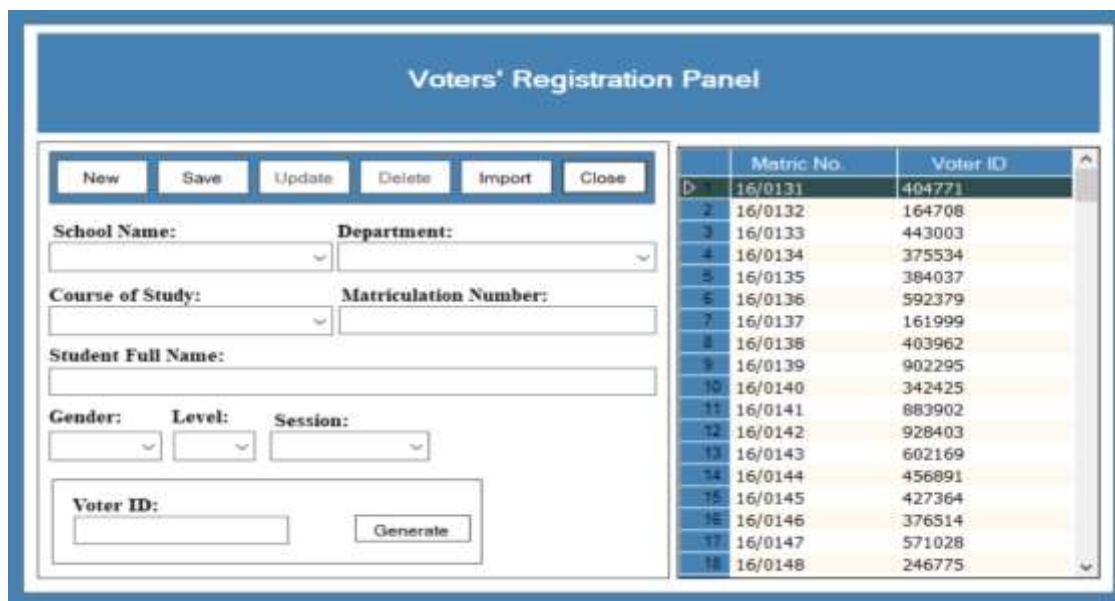 Voters' Registration Panel
New Save Update Delete Import Close
School Name: Department:
Course of Study: Matriculation Number:
Student Full Name:
Gender: Level: Session:
Voter ID:
Generate
Matric No. Voter ID
1 16/0131 404771
2 16/0132 164708
3 16/0133 443003
4 16/0134 375534
5 16/0135 384037
6 16/0136 592379
7 16/0137 161999
8 16/0138 403962
9 16/0139 902295
10 16/0140 342425
11 16/0141 883902
12 16/0142 928403
13 16/0143 602169
14 16/0144 456891
15 16/0145 427364
16 16/0146 376514
17 16/0147 571028
18 16/0148 246775